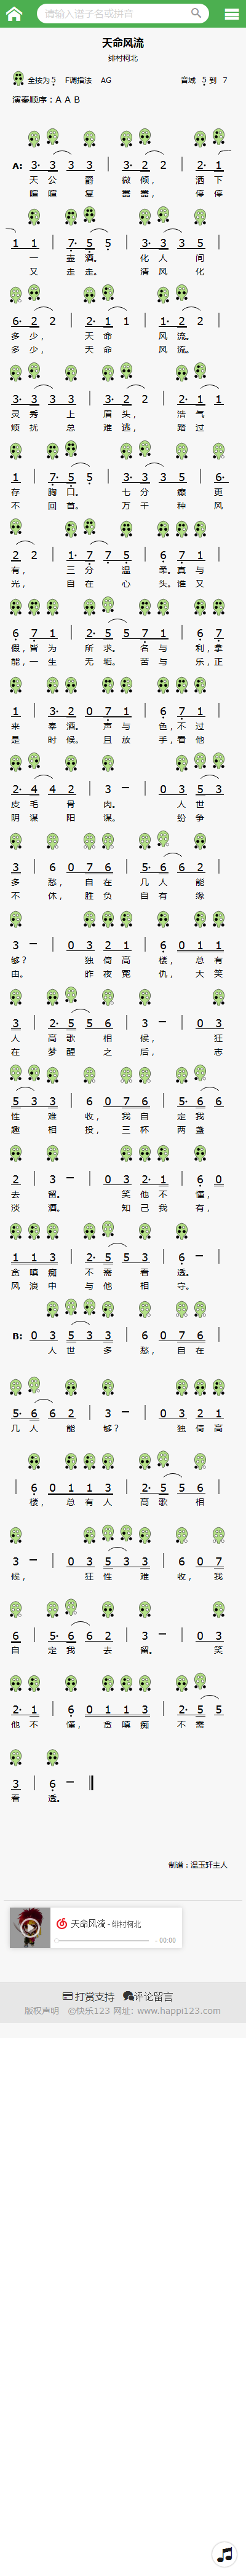 请输入谱子名或拼音
天命风流
绯村柯北
全按为 5 F调指法 AG 音域 5 到 7
演奏顺序：A A B
A: 3· 3 3 3 | 3· 2 2 | 2· 1
天 公 爵 微 倾， 洒 下
喧 喧 复 嚣 嚣， 停 停
1 1 | 7· 5 5 | 3· 3 3 5
一 壶 酒。 化 人 间
又 走 走。 清 风 化
6· 2 2 | 2· 1 1 | 1· 2 2
多 少， 天 命 风 流。
多 少， 天 命 风 流。
3· 3 3 3 | 3· 2 2 | 2· 1 1
灵 秀 上 眉 头， 浩 气
烦 扰 总 难 逃， 踏 过
1 | 7· 5 5 | 3· 3 3 5 | 6·
存 胸 口。 七 分 癫 更
不 回 首。 万 千 种 风
2 2 | 1· 7 7 5 | 6 7 1
有， 三 分 温 柔。真 与
光， 自 在 心 头。谁 又
6 7 1 | 2· 5 5 7 1 | 6 7
假，皆 为 所 求。名 与 利，拿
能，一 生 无 垢。苦 与 乐，正
1 | 3· 2 0 7 1 | 6 7 1
来 奉 酒。 声 与 色，不 过
是 时 候。 且 放 手，看 他
2· 4 4 2 | 3 – | 0 3 5 3
皮 毛 骨 肉。 人 世
阴 谋 阳 谋。 纷 争
3 | 6 0 7 6 | 5· 6 6 2
多 愁，自 在 几 人 能
不 休，胜 负 自 有 缘
3 – | 0 3 2 1 | 6 0 1 1
够？ 独 倚 高 楼，总 有
由。 昨 夜 冤 仇，大 笑
3 | 2· 5 5 6 | 3 – | 0 3
人 高 歌 相 候， 狂
在 梦 醒 之 后， 志
5 3 3 | 6 0 7 6 | 5· 6 6
性 难 收，我 自 定 我
趣 相 投，三 杯 两 盏
2 | 3 – | 0 3 2· 1 | 6 0
去 留。 笑 他 不 懂，
淡 酒。 知 己 我 有，
1 1 3 | 2· 5 5 3 | 6 –
贪 嗔 痴 不 需 看 透。
风 浪 中 与 他 相 守。
B: 0 3 5 3 3 | 6 0 7 6
人 世 多 愁，自 在
5· 6 6 2 | 3 – | 0 3 2 1
几 人 能 够？ 独 倚 高
| 6 0 1 1 3 | 2· 5 5 6
楼，总 有 人 高 歌 相
3 – | 0 3 5 3 3 | 6 0 7
候， 狂 性 难 收，我
6 | 5· 6 6 2 | 3 – | 0 3
自 定 我 去 留。 笑
2· 1 | 6 0 1 1 3 | 2· 5 5
他 不 懂，贪 嗔 痴 不 需
3 | 6 –
看 透。
制谱：温玉轩主人
天命风流 - 绯村柯北
- 00:00
打赏支持 评论留言
版权声明 ©快乐123 网址：www.happi123.com